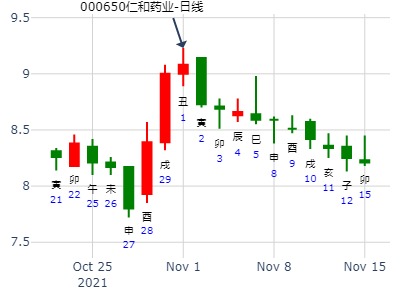 000650仁和药业-日线
9.5
9
8.5
8
7.5
寅
21
卯
22
午
25
未
26
申
27
酉
28
戌
29
丑
1
寅
2
卯
3
辰
4
巳
5
申
8
酉
9
戌
10
亥
11
子
12
卯
15
Oct 25
2021
Nov 1
Nov 8
Nov 15